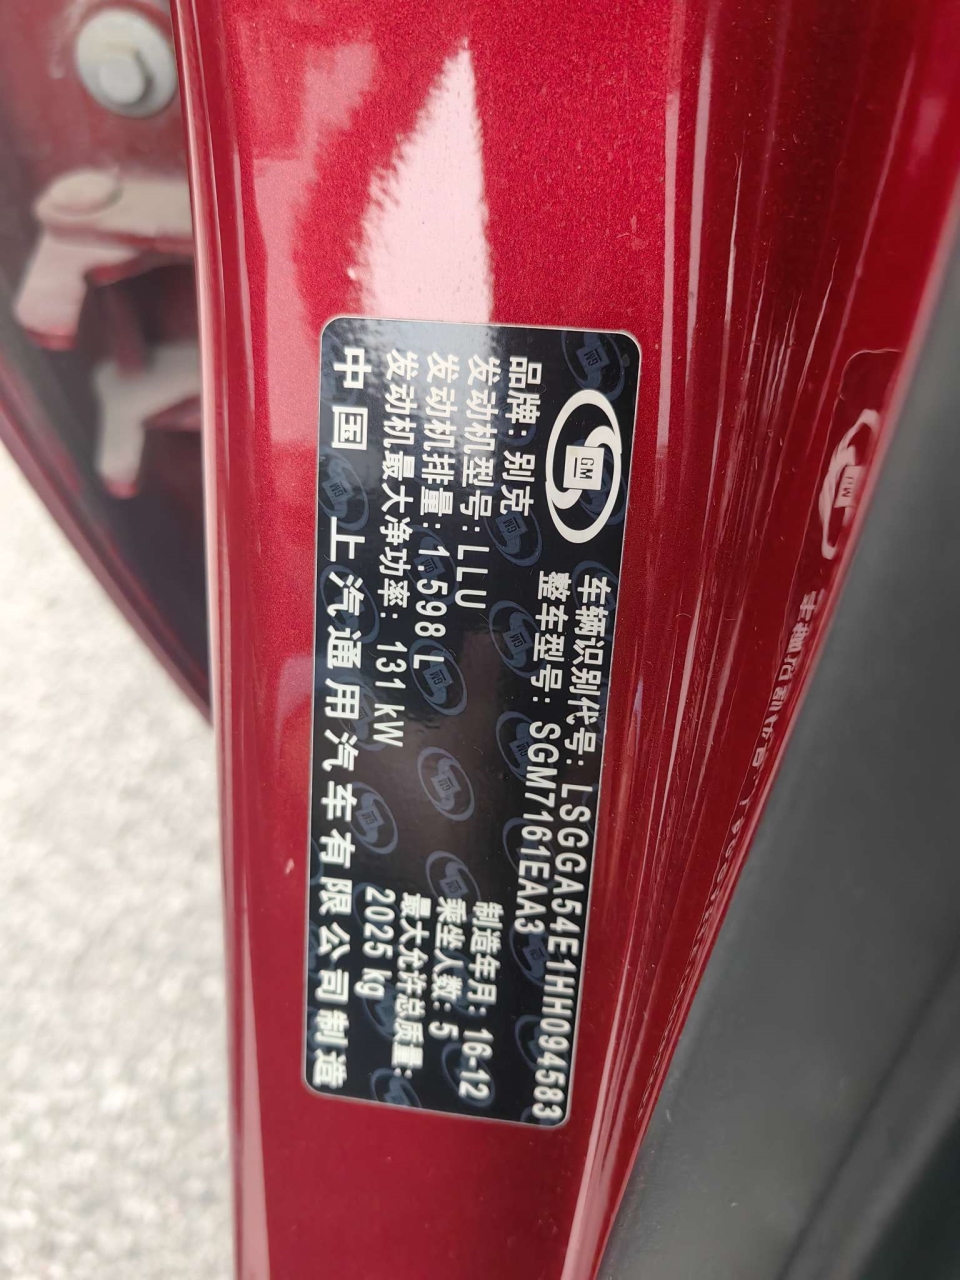 GM
车辆识别代号: LSGGA54E1HH094583
整车型号: SGM7161EAA3
品牌: 别克
发动机型号: LLU
制造年月: 16-12
发动机排量: 1.598 L
乘坐人数: 5
发动机最大净功率: 131 kW
最大允许总质量:
2025 kg
中国 上汽通用汽车有限公司制造